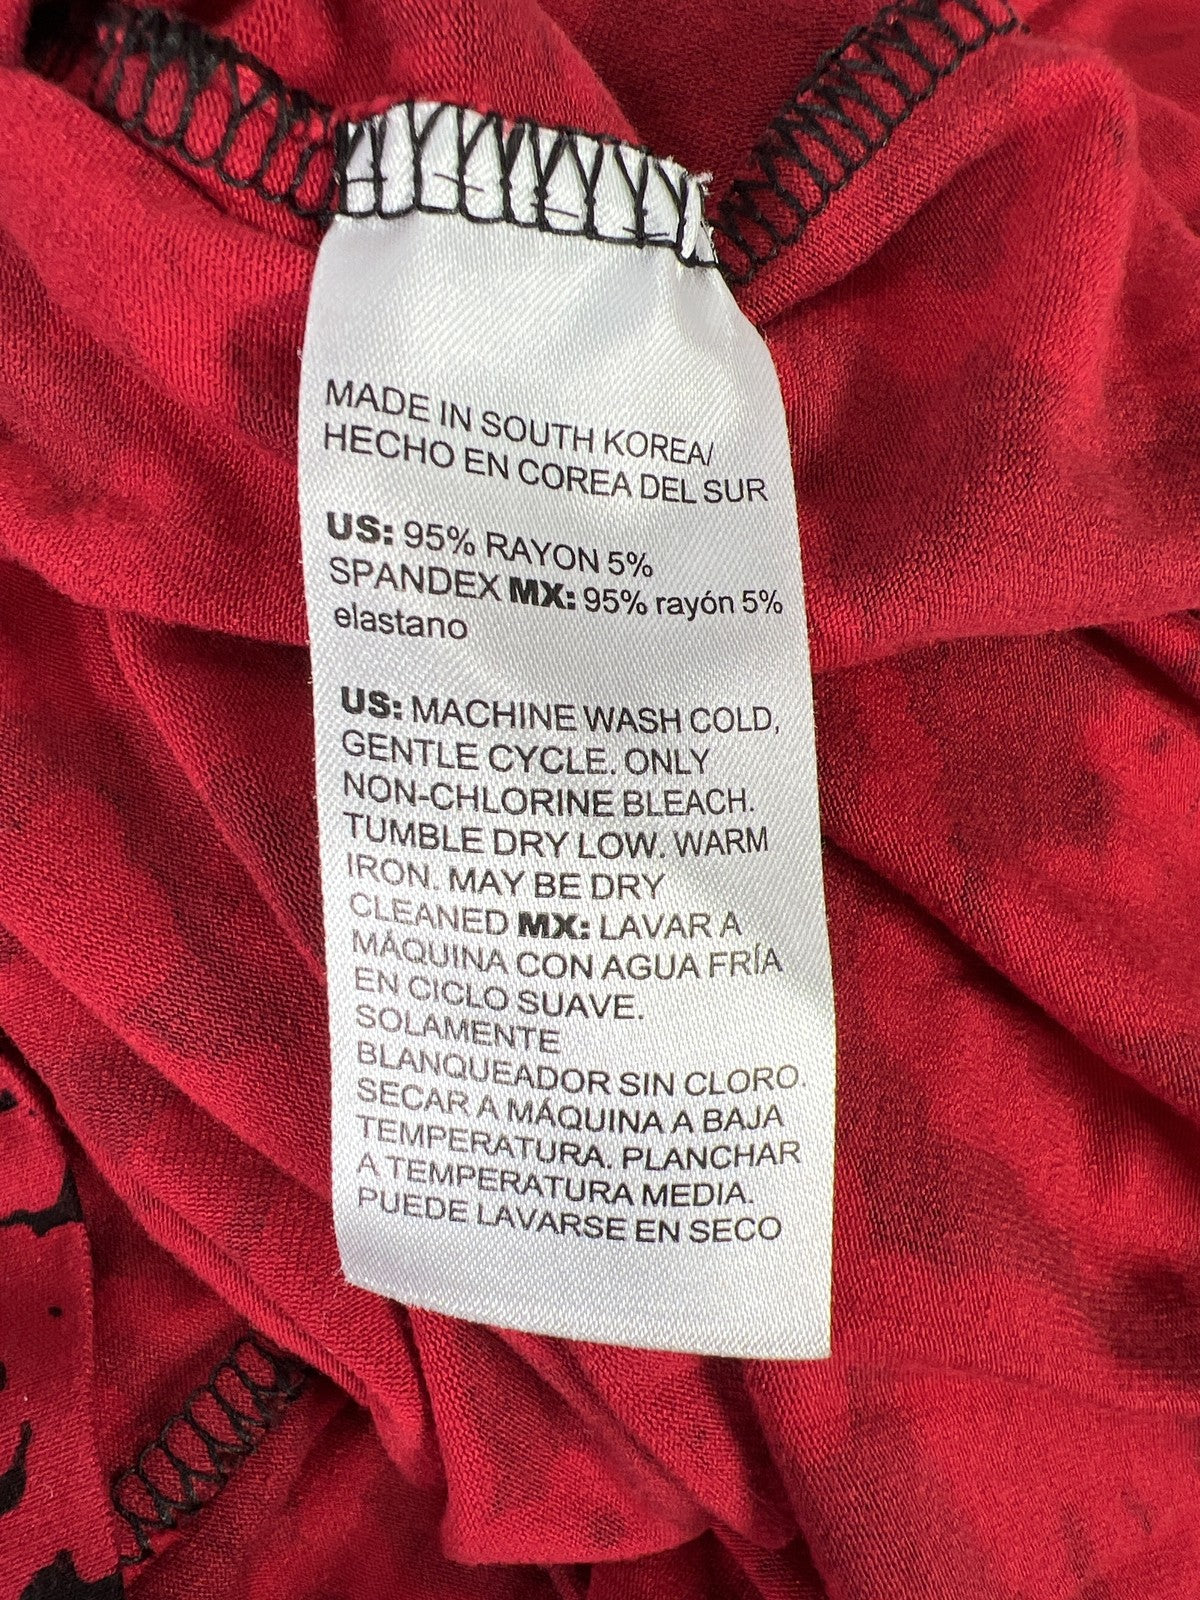 MADE IN SOUTH KOREA/
HECHO EN COREA DEL SUR
US: 95% RAYON 5%
SPANDEX MX: 95% rayón 5%
elastano
US: MACHINE WASH COLD,
GENTLE CYCLE. ONLY
NON-CHLORINE BLEACH.
TUMBLE DRY LOW. WARM
IRON. MAY BE DRY
CLEANED MX: LAVAR A
MÁQUINA CON AGUA FRÍA
EN CICLO SUAVE.
SOLAMENTE
BLANQUEADOR SIN CLORO.
SECAR A MÁQUINA A BAJA
TEMPERATURA. PLANCHAR
A TEMPERATURA MEDIA.
PUEDE LAVARSE EN SECO